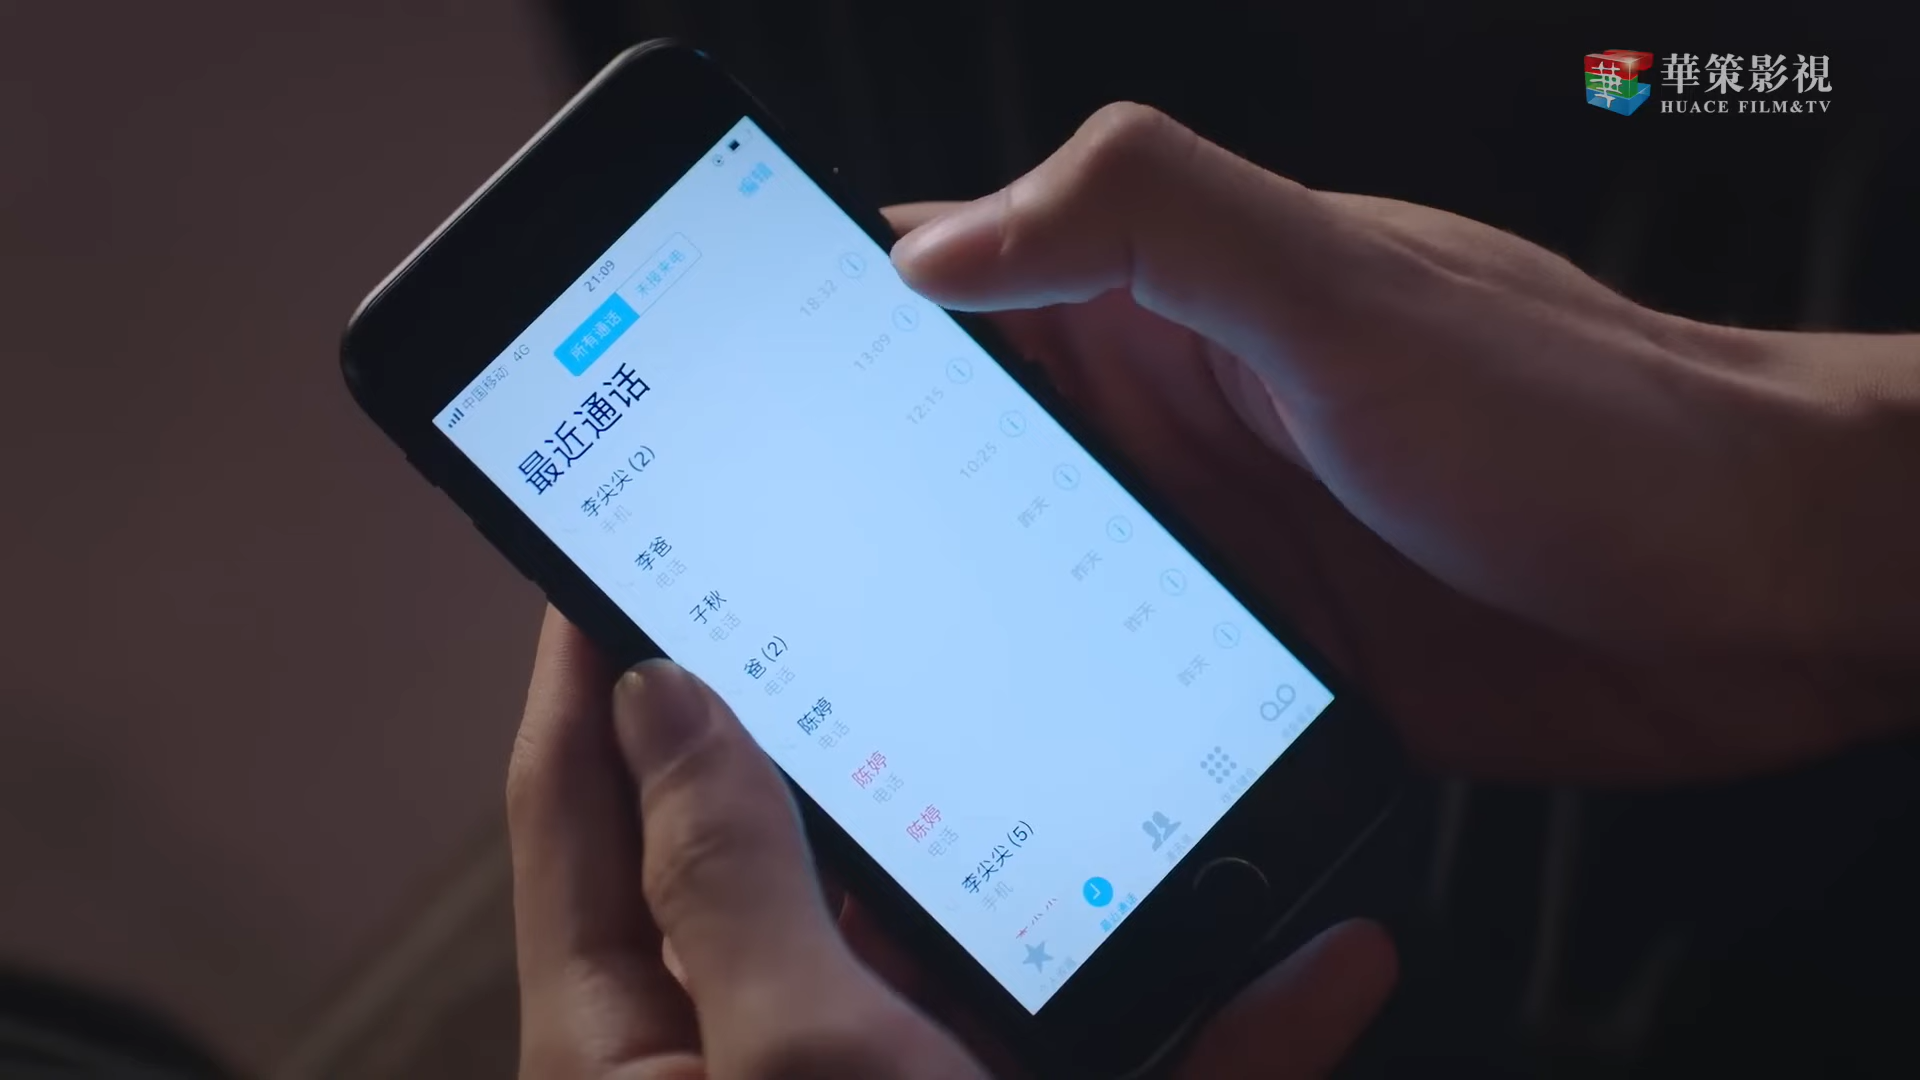 華策影視
HUACE FILM&TV
中国移动 4G 21:09
编辑
所有通话 未接来电
最近通话
李尖尖 (2) 18:32
手机
李爸 13:09
电话
子秋 12:15
电话
爸 (2) 10:25
电话
陈婷 昨天
电话
陈婷 昨天
电话
陈婷 昨天
电话
李尖尖 (5) 昨天
手机
最近通话